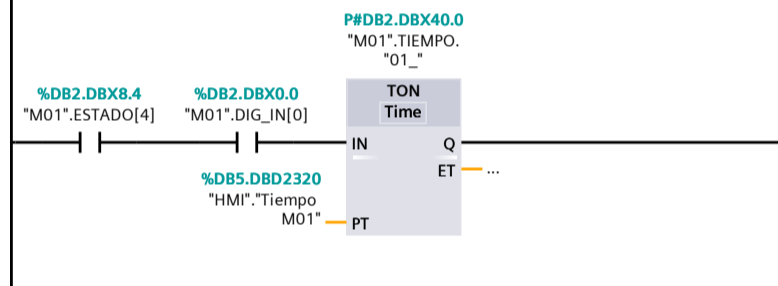 P#DB2.DBX40.0
"M01".TIEMPO.
"01_"
%DB2.DBX8.4
"M01".ESTADO[4]
%DB2.DBX0.0
"M01".DIG_IN[0]
TON
Time
IN
Q
ET
...
%DB5.DBD2320
"HMI"."Tiempo
M01"
PT